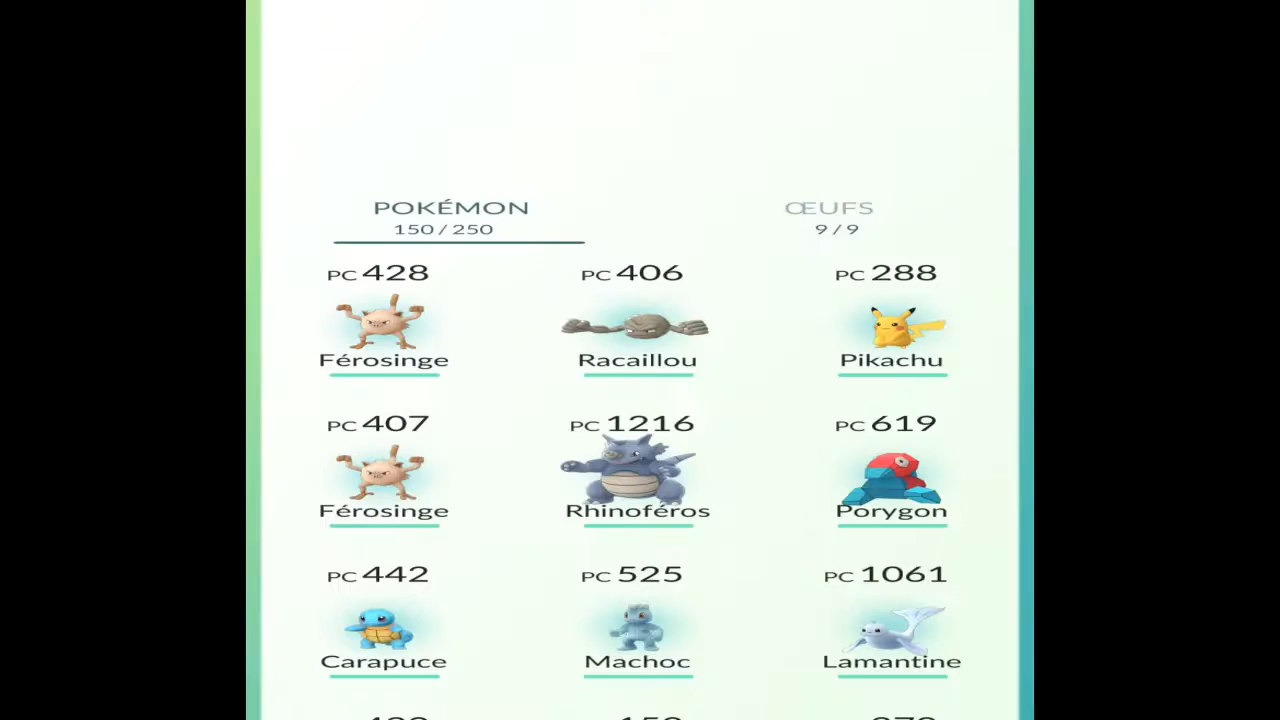 POKÉMON ŒUFS
150 / 250 9 / 9
PC 428 PC 406 PC 288
Férosinge Racaillou Pikachu
PC 407 PC 1216 PC 619
Férosinge Rhinoféros Porygon
PC 442 PC 525 PC 1061
Carapuce Machoc Lamantine